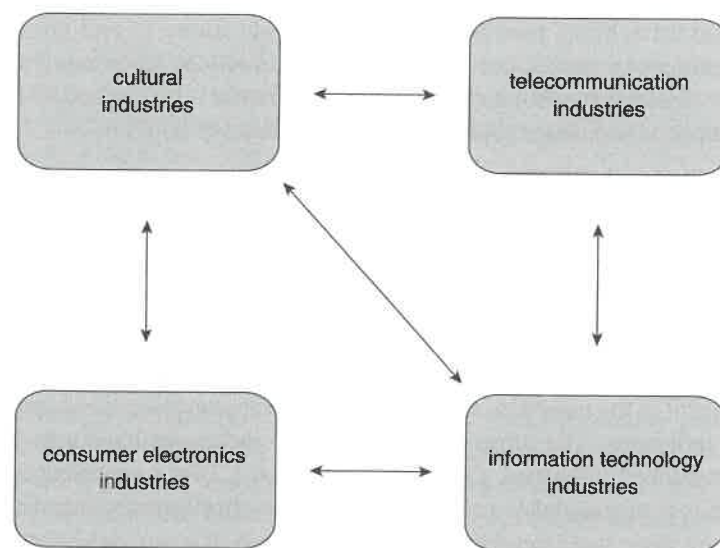 cultural
industries
telecommunication
industries
consumer electronics
industries
information technology
industries